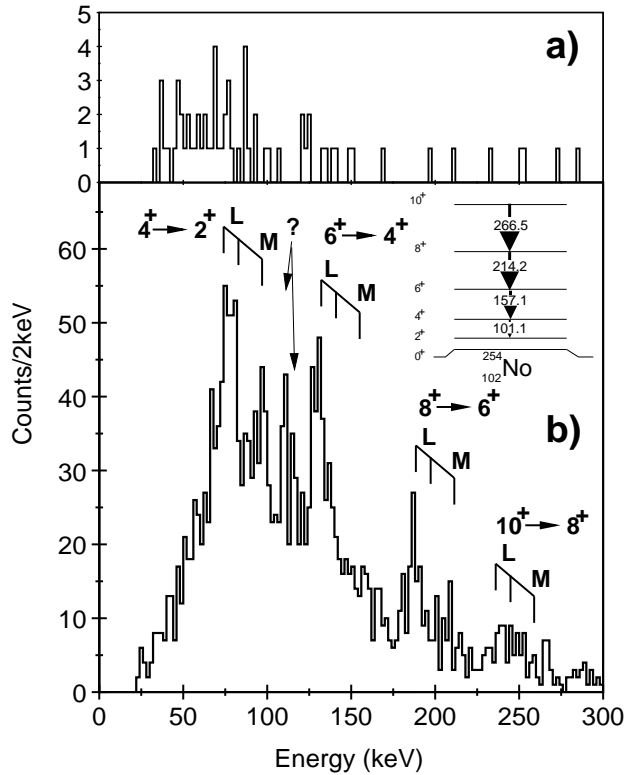 5
4
3
2
1
0
a)
4+ → 2+
L
M
?
6+ → 4+
L
M
10+
266.5
8+
214.2
6+
157.1
4+
101.1
2+
0+
254
102No
60
50
40
30
20
10
0
Counts/2keV
8+ → 6+
L
M
b)
10+ → 8+
L
M
0 50 100 150 200 250 300
Energy (keV)